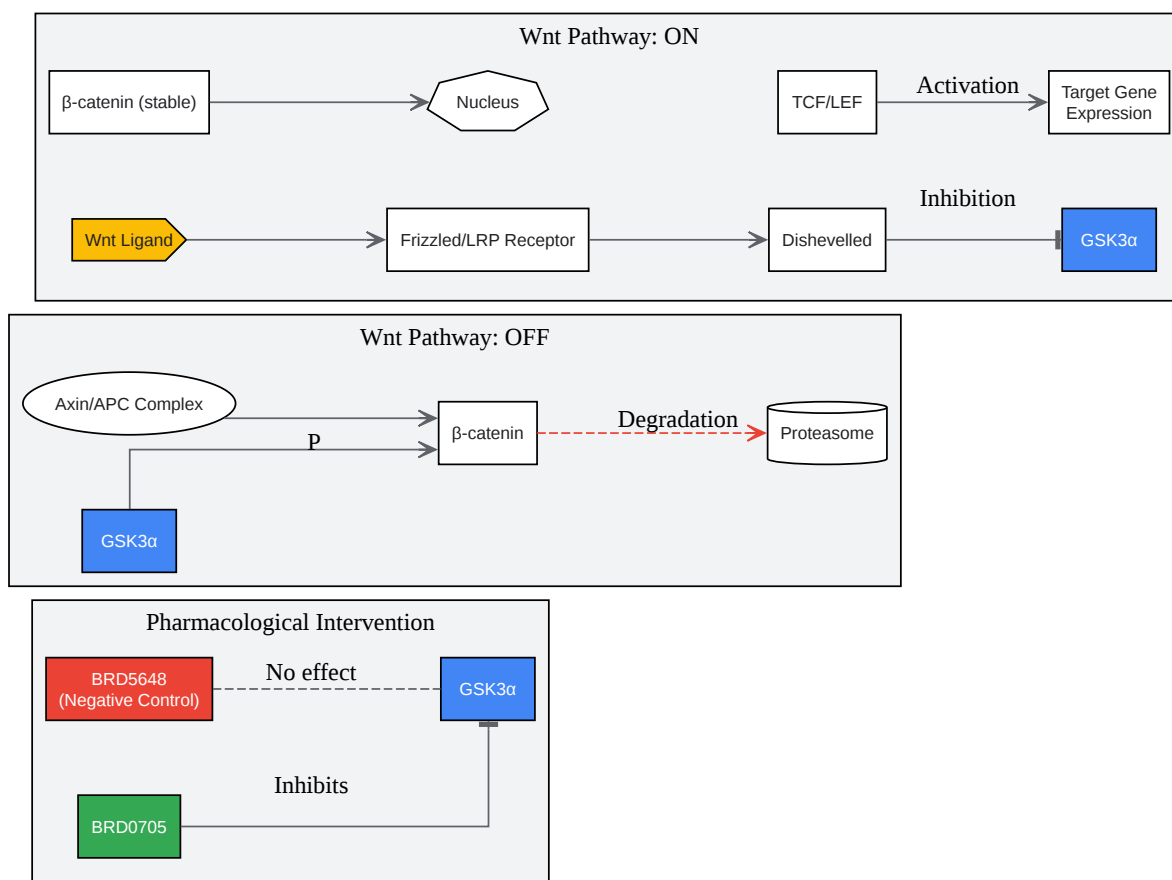 Wnt Pathway: ON
β-catenin (stable)
Nucleus
TCF/LEF
Activation
Target Gene
Expression
Wnt Ligand
Frizzled/LRP Receptor
Dishevelled
Inhibition
GSK3α
Wnt Pathway: OFF
Axin/APC Complex
P
β-catenin
Degradation
Proteasome
GSK3α
Pharmacological Intervention
BRD5648
(Negative Control)
No effect
GSK3α
Inhibits
BRD0705